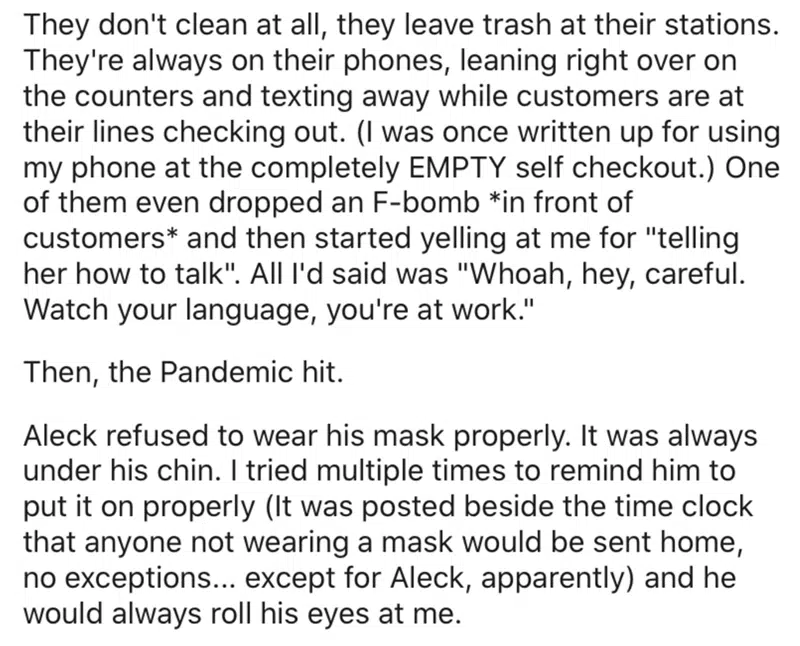 They don't clean at all, they leave trash at their stations.
They're always on their phones, leaning right over on
the counters and texting away while customers are at
their lines checking out. (I was once written up for using
my phone at the completely EMPTY self checkout.) One
of them even dropped an F-bomb *in front of
customers* and then started yelling at me for "telling
her how to talk". All I'd said was "Whoah, hey, careful.
Watch your language, you're at work."
Then, the Pandemic hit.
Aleck refused to wear his mask properly. It was always
under his chin. I tried multiple times to remind him to
put it on properly (It was posted beside the time clock
that anyone not wearing a mask would be sent home,
no exceptions... except for Aleck, apparently) and he
would always roll his eyes at me.